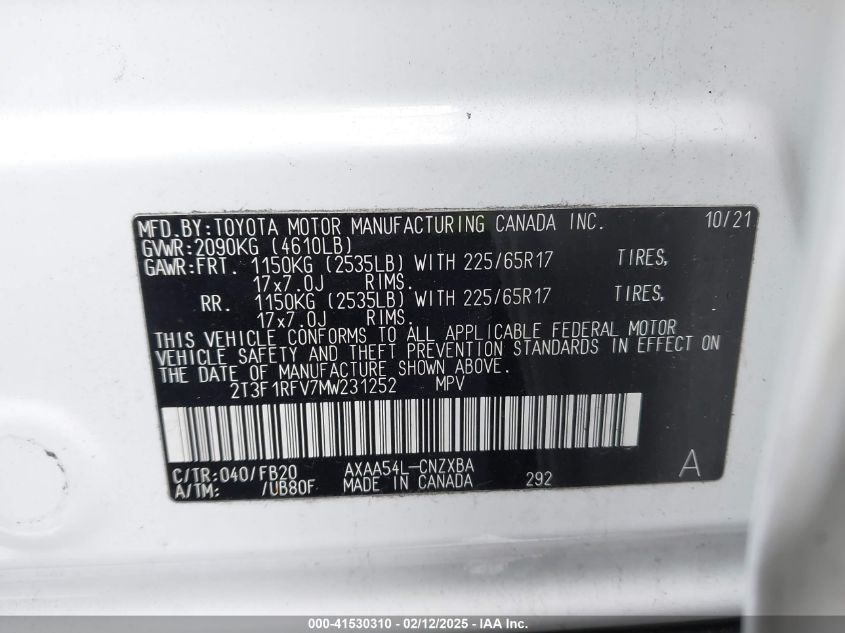 MFD.BY:TOYOTA MOTOR MANUFACTURING CANADA INC. 10/21
GVWR:2090KG (4610LB)
GAWR:FRT. 1150KG (2535LB) WITH 225/65R17 TIRES,
17x7.0J RIMS.
RR. 1150KG (2535LB) WITH 225/65R17 TIRES,
17x7.0J RIMS.
THIS VEHICLE CONFORMS TO ALL APPLICABLE FEDERAL MOTOR
VEHICLE SAFETY AND THEFT PREVENTION STANDARDS IN EFFECT ON
THE DATE OF MANUFACTURE SHOWN ABOVE.
2T3F1RFV7MW231252 MPV
C/TR:040/FB20 AXAA54L-CNZXBA A
A/TM: /UB80F MADE IN CANADA 292
000-41530310 - 02/12/2025 - IAA Inc.